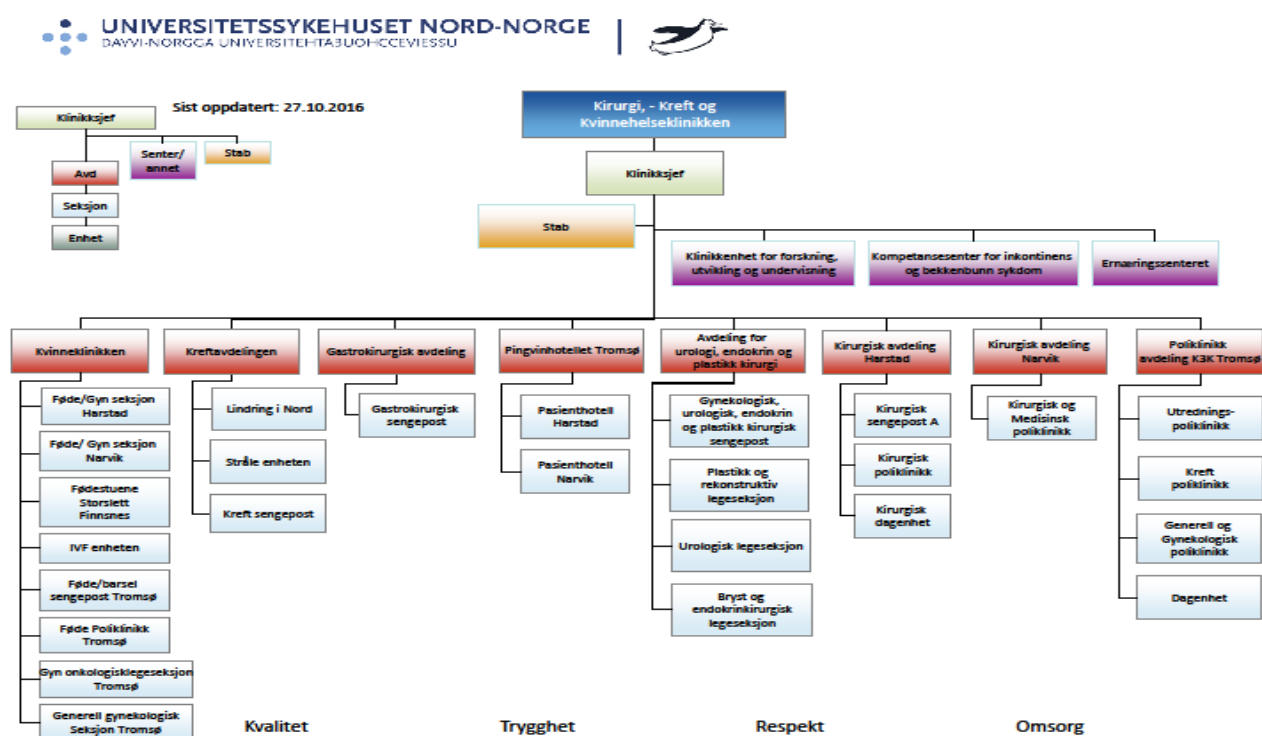 UNIVERSITETSSYKEHUSET NORD-NORGE
DAVVI-NORGGA UNIVERSITEHTABUOHCCEVIESSU
Sist oppdatert: 27.10.2016
Klinikksjef
Senter/
annet
Stab
Avd
Seksjon
Enhet
Kirurgi, - Kreft og
Kvinnehelseklinikken
Klinikksjef
Stab
Klinikkenhet for forskning,
utvikling og undervisning
Kompetansesenter for inkontinens
og bekkenbunn sykdom
Ernæringssenteret
Kvinneklinikken
Føde/Gyn seksjon
Harstad
Føde/ Gyn seksjon
Narvik
Fødestuene
Storslett
Finnsnes
IVF enheten
Føde/barsel
sengepost Tromsø
Føde Poliklinikk
Tromsø
Gyn onkologisklegeseksjon
Tromsø
Generell gynekologisk
Seksjon Tromsø
Kreftavdelingen
Lindring i Nord
Stråle enheten
Kreft sengepost
Gastrokirurgisk avdeling
Gastrokirurgisk
sengepost
Pingvinhotellet Tromsø
Pasienthotell
Harstad
Pasienthotell
Narvik
Avdeling for
urologi, endokrin og
plastikk kirurgi
Gynekologisk,
urologisk, endokrin
og plastikk kirurgisk
sengepost
Plastikk og
rekonstruktiv
legeseksjon
Urologisk legeseksjon
Bryst og
endokrinkirurgisk
legeseksjon
Kirurgisk avdeling
Harstad
Kirurgisk
sengepost A
Kirurgisk
poliklinikk
Kirurgisk
dagenhet
Kirurgisk avdeling
Narvik
Kirurgisk og
Medisinsk
poliklinikk
Poliklinikk
avdeling K3K Tromsø
Utrednings-
poliklinikk
Kreft
poliklinikk
Generell og
Gynekologisk
poliklinikk
Dagenhet
Kvalitet
Trygghet
Respekt
Omsorg